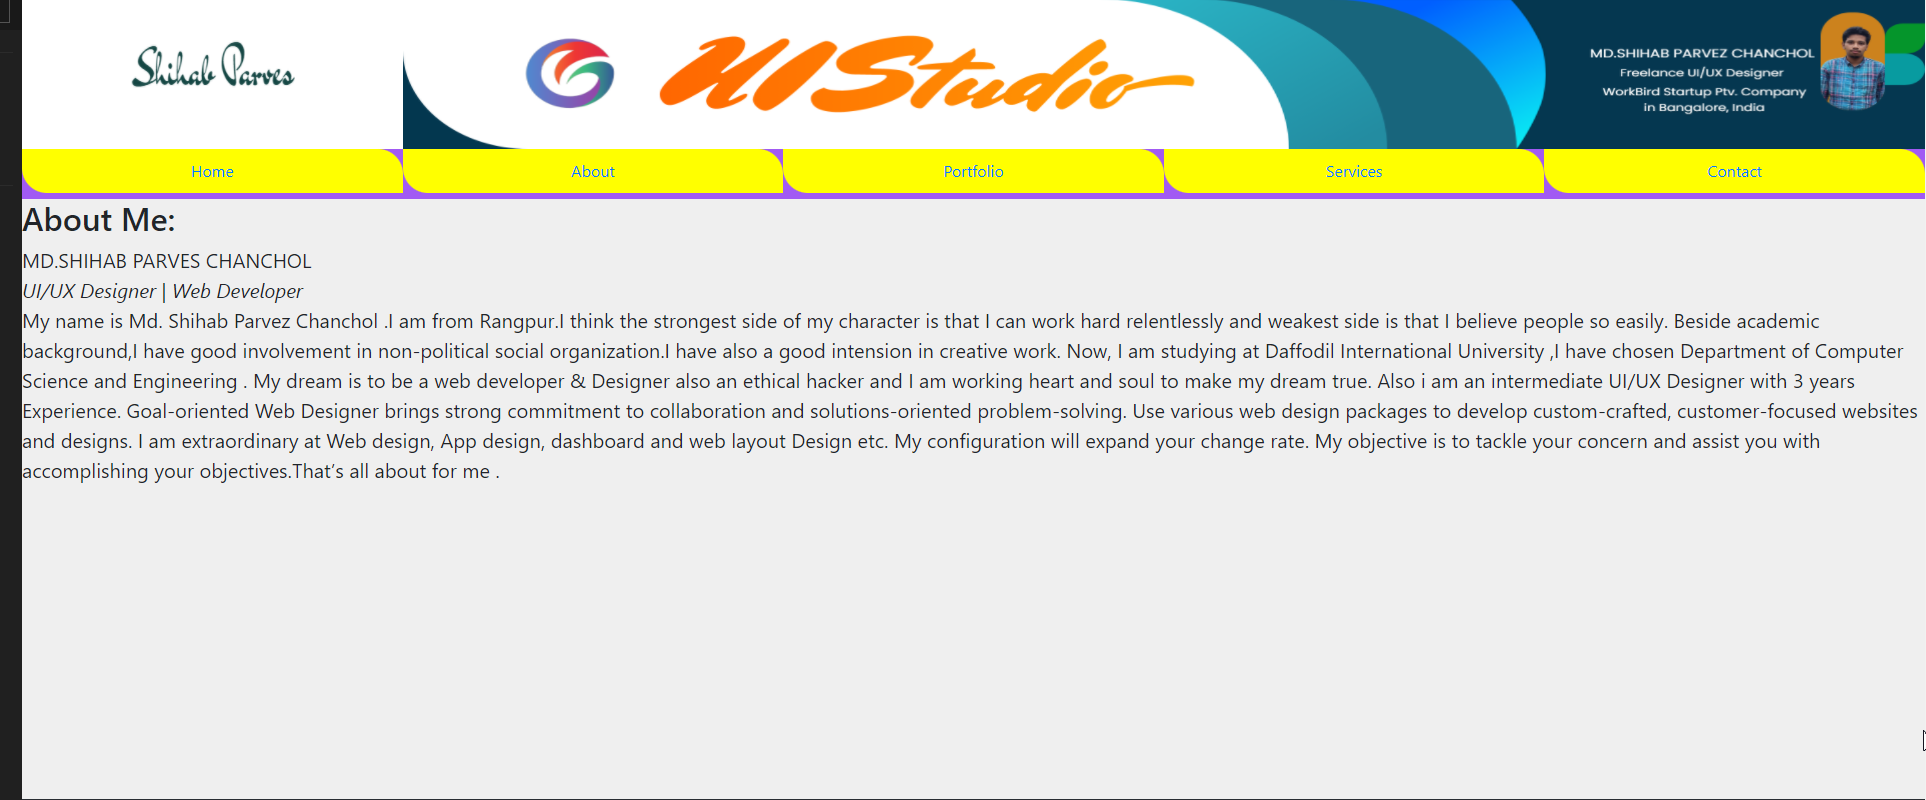 Shihab Parves
UI Studio
MD.SHIHAB PARVEZ CHANCHOL
Freelance UI/UX Designer
WorkBird Startup Ptv. Company
in Bangalore, India
Home About Portfolio Services Contact
About Me:
MD.SHIHAB PARVES CHANCHOL
UI/UX Designer | Web Developer
My name is Md. Shihab Parvez Chanchol .I am from Rangpur.I think the strongest side of my character is that I can work hard relentlessly and weakest side is that I believe people so easily. Beside academic
background,I have good involvement in non-political social organization.I have also a good intension in creative work. Now, I am studying at Daffodil International University ,I have chosen Department of Computer
Science and Engineering . My dream is to be a web developer & Designer also an ethical hacker and I am working heart and soul to make my dream true. Also i am an intermediate UI/UX Designer with 3 years
Experience. Goal-oriented Web Designer brings strong commitment to collaboration and solutions-oriented problem-solving. Use various web design packages to develop custom-crafted, customer-focused websites
and designs. I am extraordinary at Web design, App design, dashboard and web layout Design etc. My configuration will expand your change rate. My objective is to tackle your concern and assist you with
accomplishing your objectives.That’s all about for me .